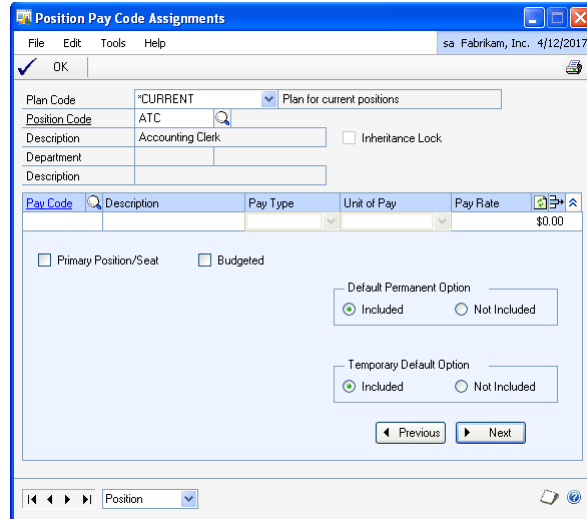 Position Pay Code Assignments
File Edit Tools Help sa Fabrikam, Inc. 4/12/2017
OK
Plan Code *CURRENT Plan for current positions
Position Code ATC
Description Accounting Clerk Inheritance Lock
Department
Description
Pay Code Description Pay Type Unit of Pay Pay Rate
$0.00
Primary Position/Seat Budgeted
Default Permanent Option
Included Not Included
Temporary Default Option
Included Not Included
Previous Next
Position